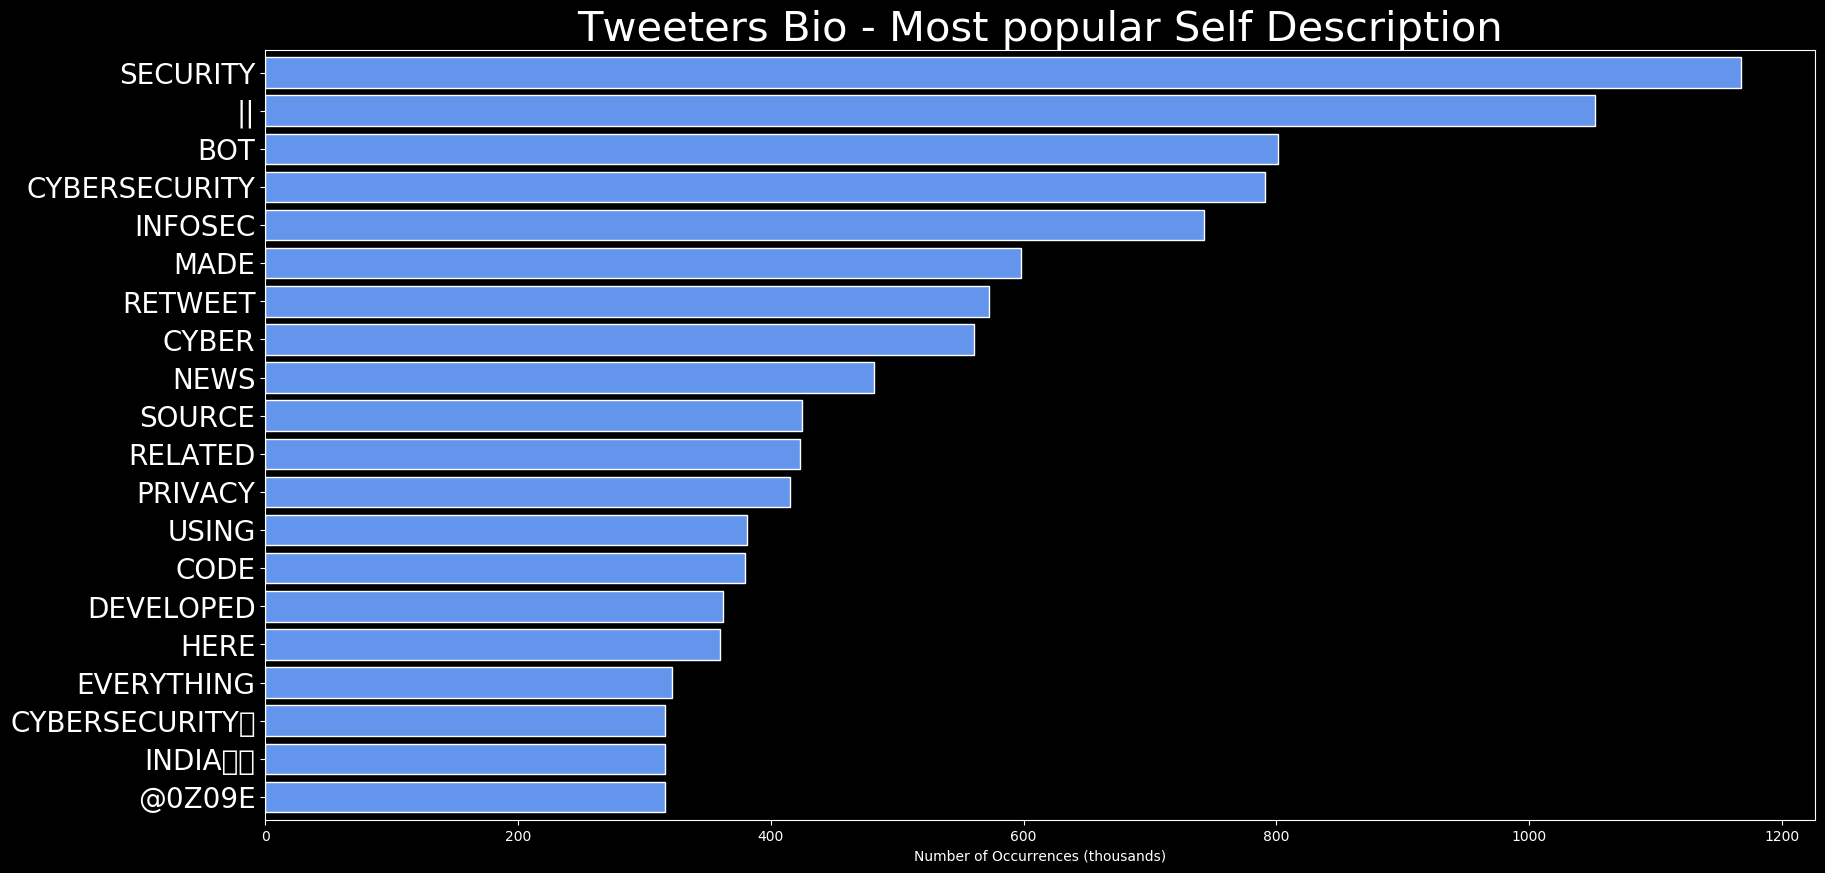 Tweeters Bio - Most popular Self Description
SECURITY
||
BOT
CYBERSECURITY
INFOSEC
MADE
RETWEET
CYBER
NEWS
SOURCE
RELATED
PRIVACY
USING
CODE
DEVELOPED
HERE
EVERYTHING
CYBERSECURITY▯
INDIA▯▯
@0Z09E
0 200 400 600 800 1000 1200
Number of Occurrences (thousands)